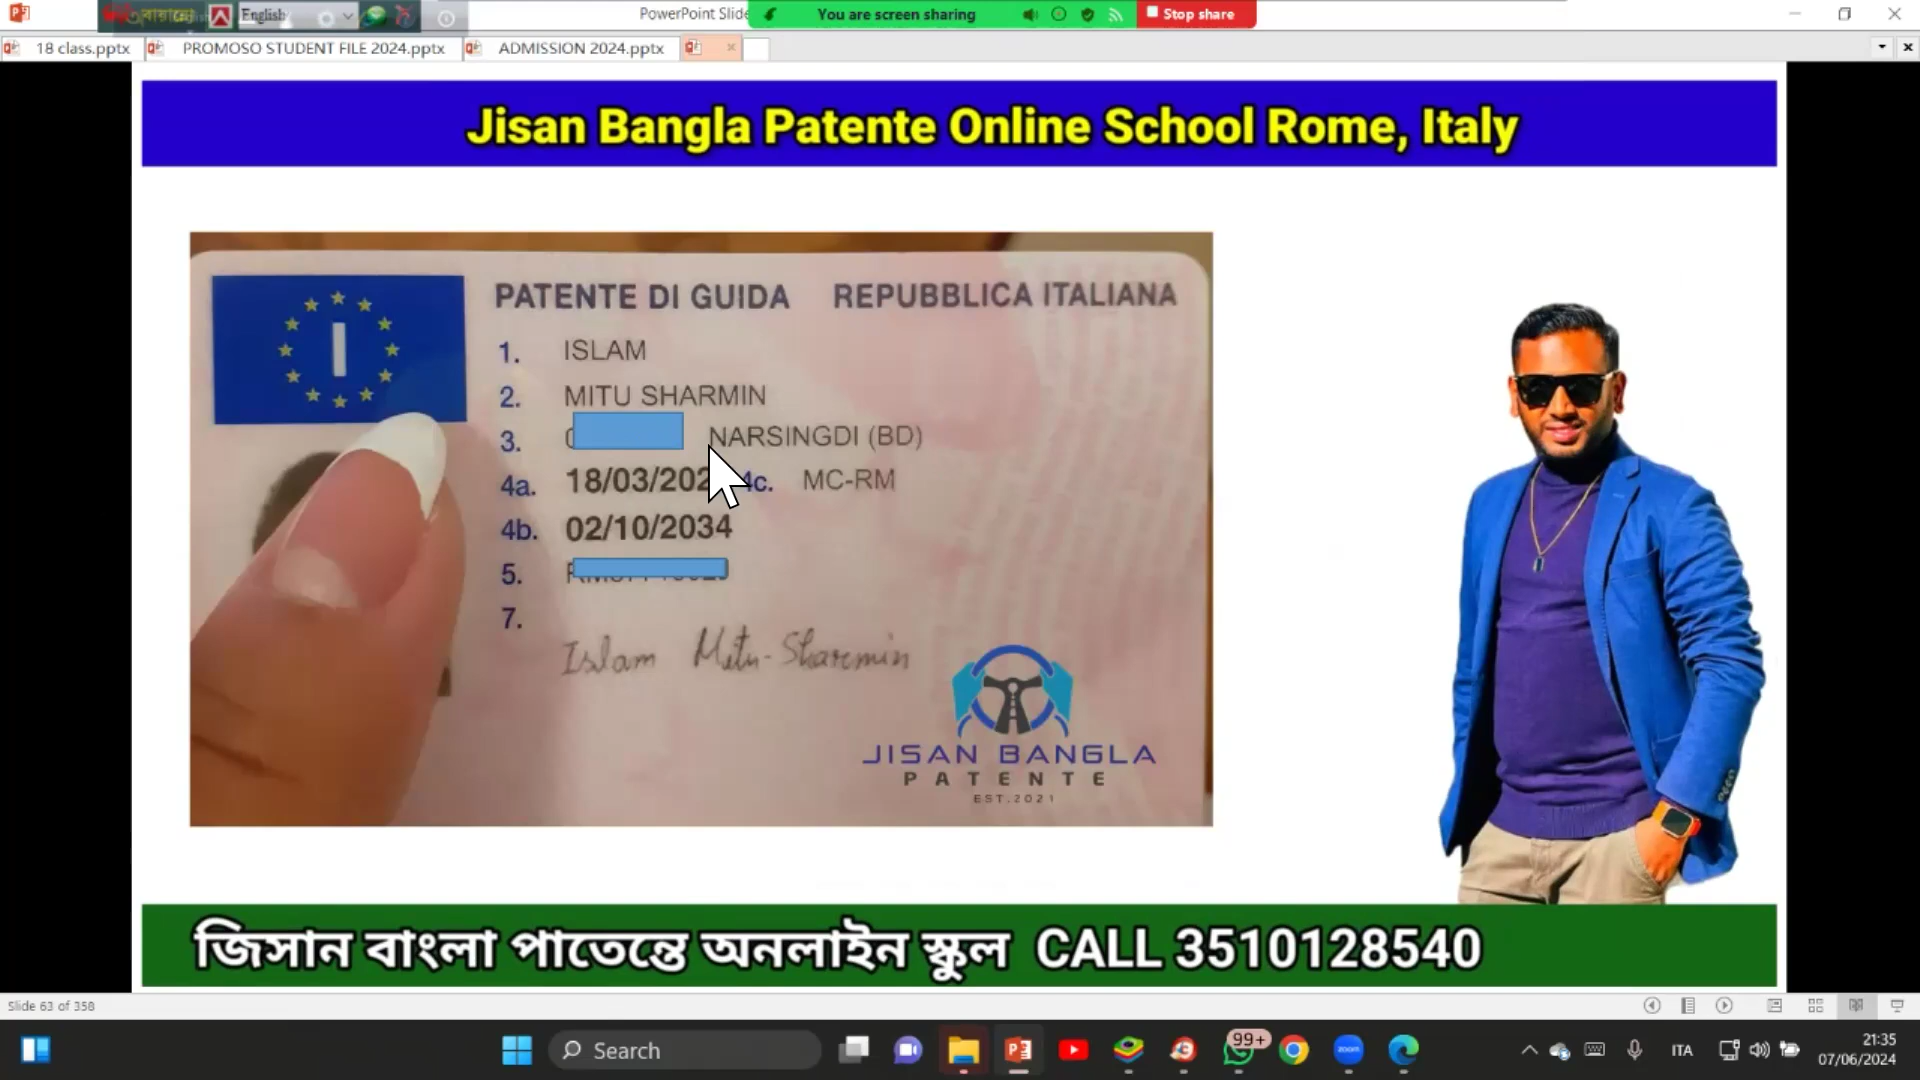 English
PowerPoint Slide
You are screen sharing
Stop share
18 class.pptx
PROMOSO STUDENT FILE 2024.pptx
ADMISSION 2024.pptx
Jisan Bangla Patente Online School Rome, Italy
PATENTE DI GUIDA REPUBBLICA ITALIANA
I
1. ISLAM
2. MITU SHARMIN
3. NARSINGDI (BD)
4a. 18/03/202 4c. MC-RM
4b. 02/10/2034
5.
7.
Islam Mitu-Sharmin
JISAN BANGLA
PATENTE
EST.2021
জিসান বাংলা পাতেন্তে অনলাইন স্কুল CALL 3510128540
Slide 63 of 358
Search
99+
zoom
ITA
21:35
07/06/2024